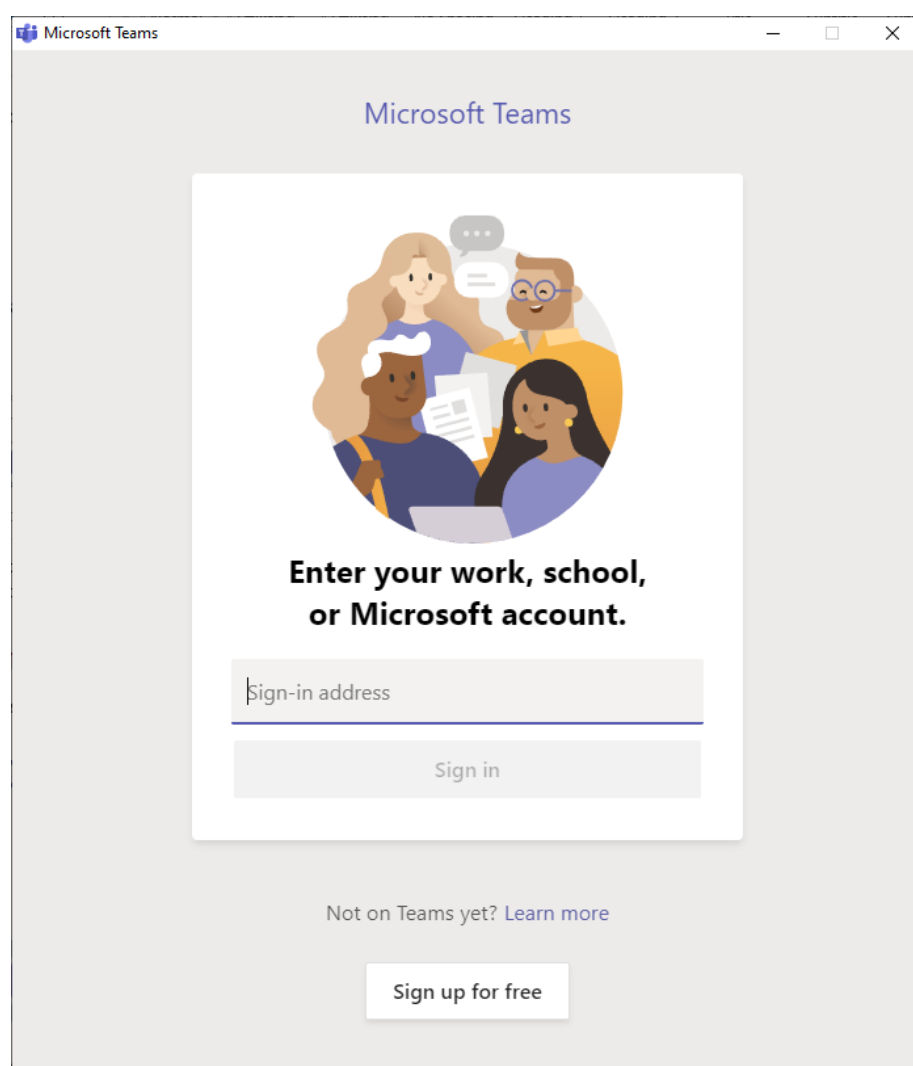 Microsoft Teams
Microsoft Teams
Enter your work, school,
or Microsoft account.
Sign-in address
Sign in
Not on Teams yet? Learn more
Sign up for free